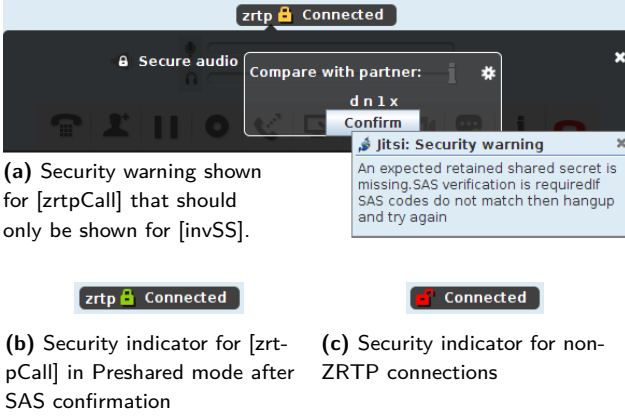 zrtp Connected
Secure audio
Compare with partner:
d n l x
Confirm
Jitsi: Security warning
An expected retained shared secret is
missing.SAS verification is requiredIf
SAS codes do not match then hangup
and try again
(a) Security warning shown
for [zrtpCall] that should
only be shown for [invSS].
zrtp Connected
Connected
(b) Security indicator for [zrt-
pCall] in Preshared mode after
SAS confirmation
(c) Security indicator for non-
ZRTP connections